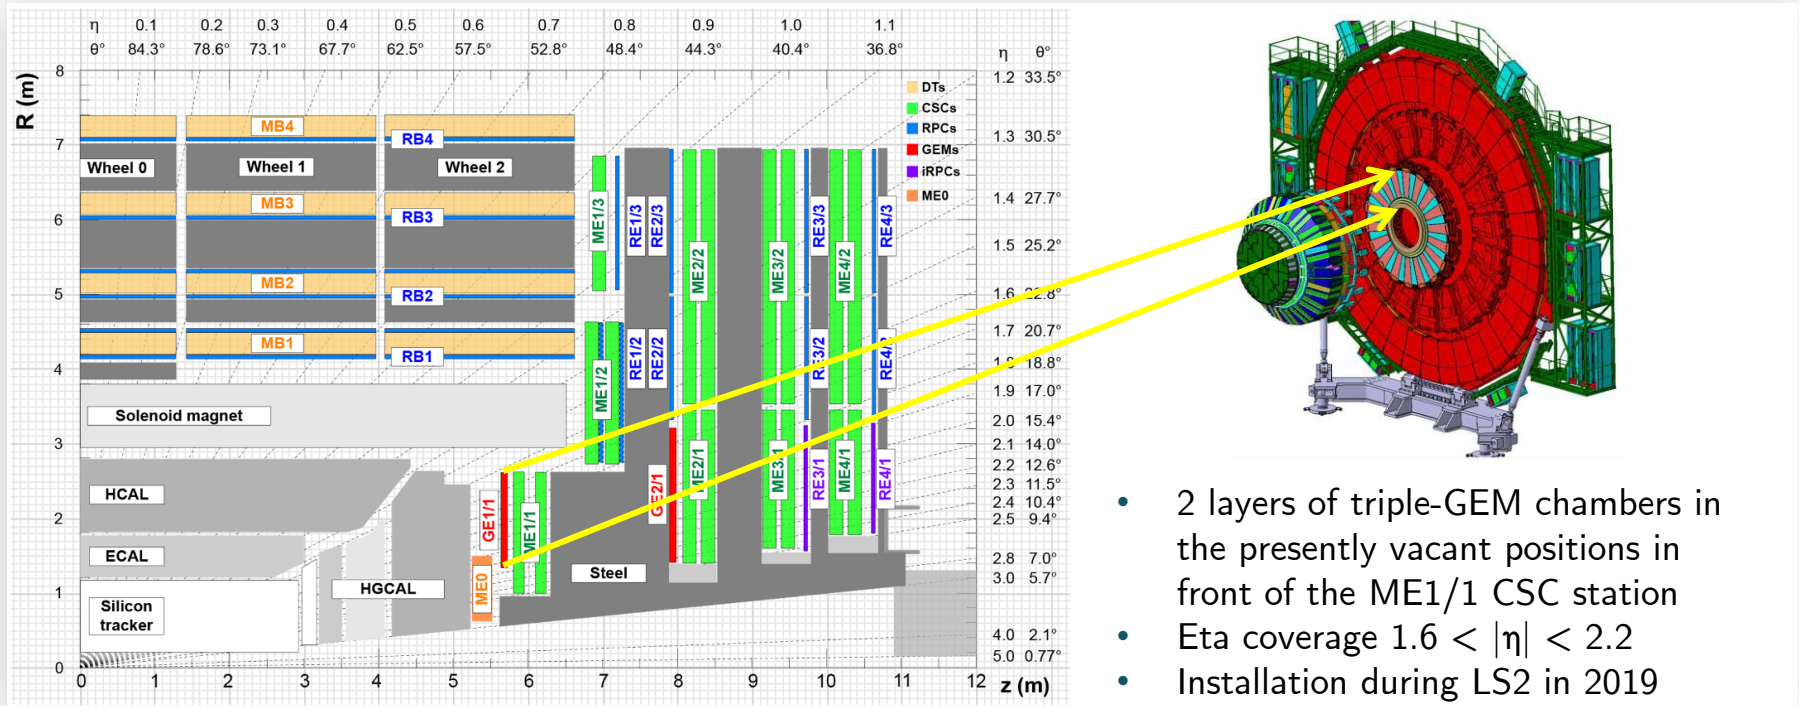 η 0.1 0.2 0.3 0.4 0.5 0.6 0.7 0.8 0.9 1.0 1.1
θ° 84.3° 78.6° 73.1° 67.7° 62.5° 57.5° 52.8° 48.4° 44.3° 40.4° 36.8°
η θ°
R (m)
8
7
6
5
4
3
2
1
0
1.2 33.5°
1.3 30.5°
1.4 27.7°
1.5 25.2°
1.6 22.8°
1.7 20.7°
1.8 18.8°
1.9 17.0°
2.0 15.4°
2.1 14.0°
2.2 12.6°
2.3 11.5°
2.4 10.4°
2.5 9.4°
2.8 7.0°
3.0 5.7°
4.0 2.1°
5.0 0.77°
DTs
CSCs
RPCs
GEMs
iRPCs
ME0
MB4
RB4
Wheel 0
Wheel 1
Wheel 2
MB3
RB3
MB2
RB2
MB1
RB1
Solenoid magnet
HCAL
ECAL
Silicon
tracker
HGCAL
Steel
ME0
GE1/1
ME1/1
ME1/2
ME1/3
RE1/3
RE2/3
RE1/2
RE2/2
GE2/1
ME2/2
ME2/1
ME3/2
ME3/1
RE3/3
RE3/2
RE3/1
ME4/2
ME4/1
RE4/3
RE4/1
0 1 2 3 4 5 6 7 8 9 10 11 12 z (m)
• 2 layers of triple-GEM chambers in
the presently vacant positions in
front of the ME1/1 CSC station
• Eta coverage 1.6 < |η| < 2.2
• Installation during LS2 in 2019